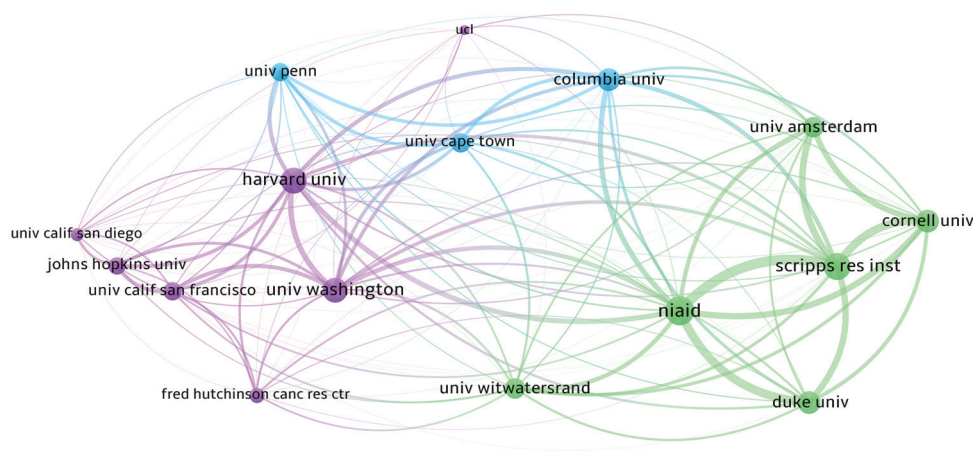 ucl
univ penn
columbia univ
univ amsterdam
univ cape town
harvard univ
cornell univ
univ calif san diego
johns hopkins univ
scripps res inst
univ calif san francisco
univ washington
niaid
univ witwatersrand
fred hutchinson canc res ctr
duke univ